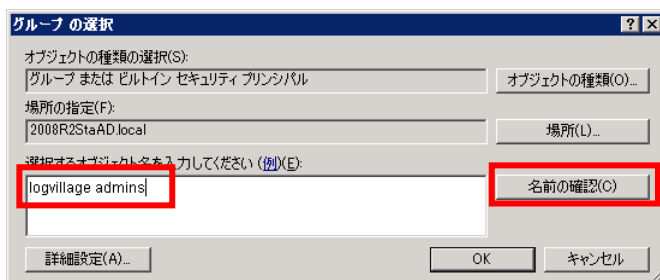 グループ の選択
オブジェクトの種類の選択(S):
グループ または ビルトイン セキュリティ プリンシパル
オブジェクトの種類(O)...
場所の指定(F):
2008R2StaAD.local
場所(L)...
選択するオブジェクト名を入力してください (例)(E):
logvillage admins
名前の確認(C)
詳細設定(A)...
OK
キャンセル